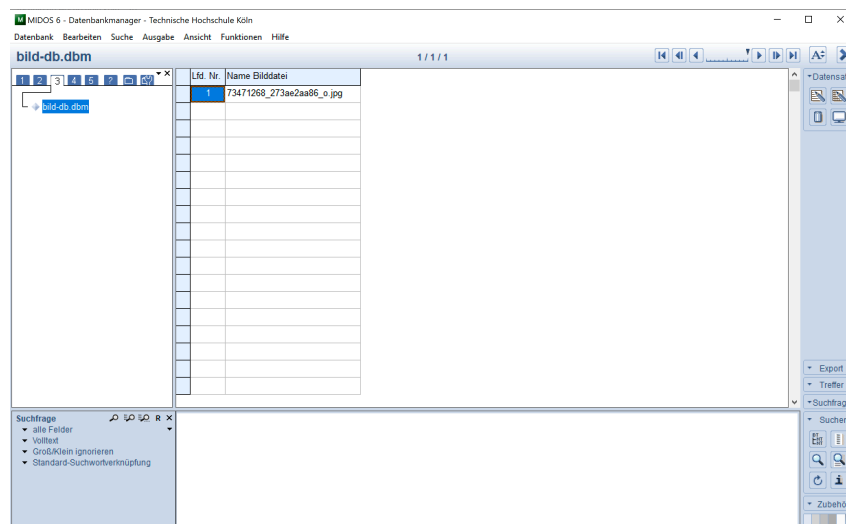 MIDOS 6 - Datenbankmanager - Technische Hochschule Köln
Datenbank Bearbeiten Suche Ausgabe Ansicht Funktionen Hilfe
bild-db.dbm
1 / 1 / 1
1 2 3 4 5 ?
bild-db.dbm
Lfd. Nr. Name Bilddatei
1 73471268_273ae2aa86_o.jpg
Datensat
Export
Treffer
Suchfrag
Sucher
Zubehö
Suchfrage R
alle Felder
Volltext
Groß/Klein ignorieren
Standard-Suchwortverknüpfung